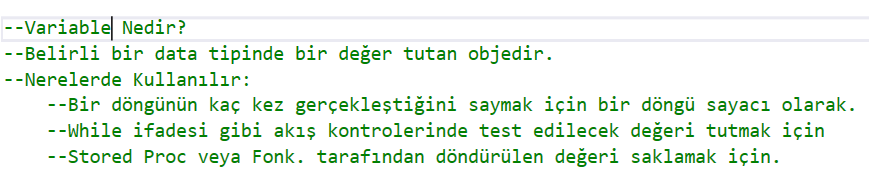 --Variable Nedir?
--Belirli bir data tipinde bir değer tutan objedir.
--Nerelerde Kullanılır:
--Bir döngünün kaç kez gerçekleştiğini saymak için bir döngü sayacı olarak.
--While ifadesi gibi akış kontrolerinde test edilecek değeri tutmak için
--Stored Proc veya Fonk. tarafından döndürülen değeri saklamak için.